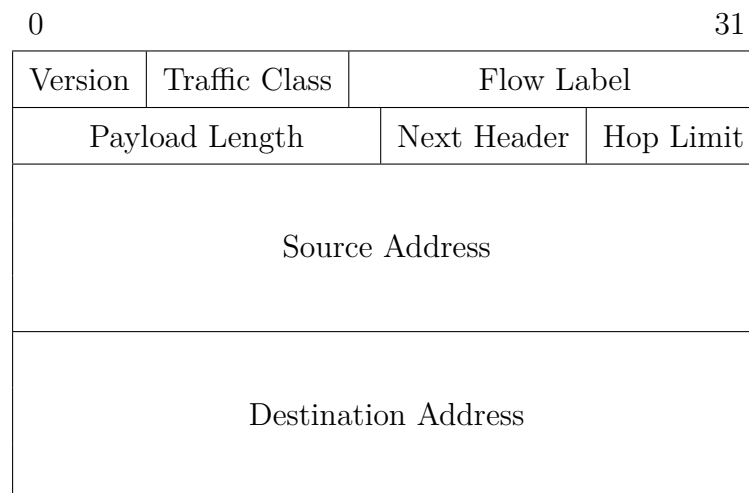 0 31
Version Traffic Class Flow Label
Payload Length Next Header Hop Limit
Source Address
Destination Address